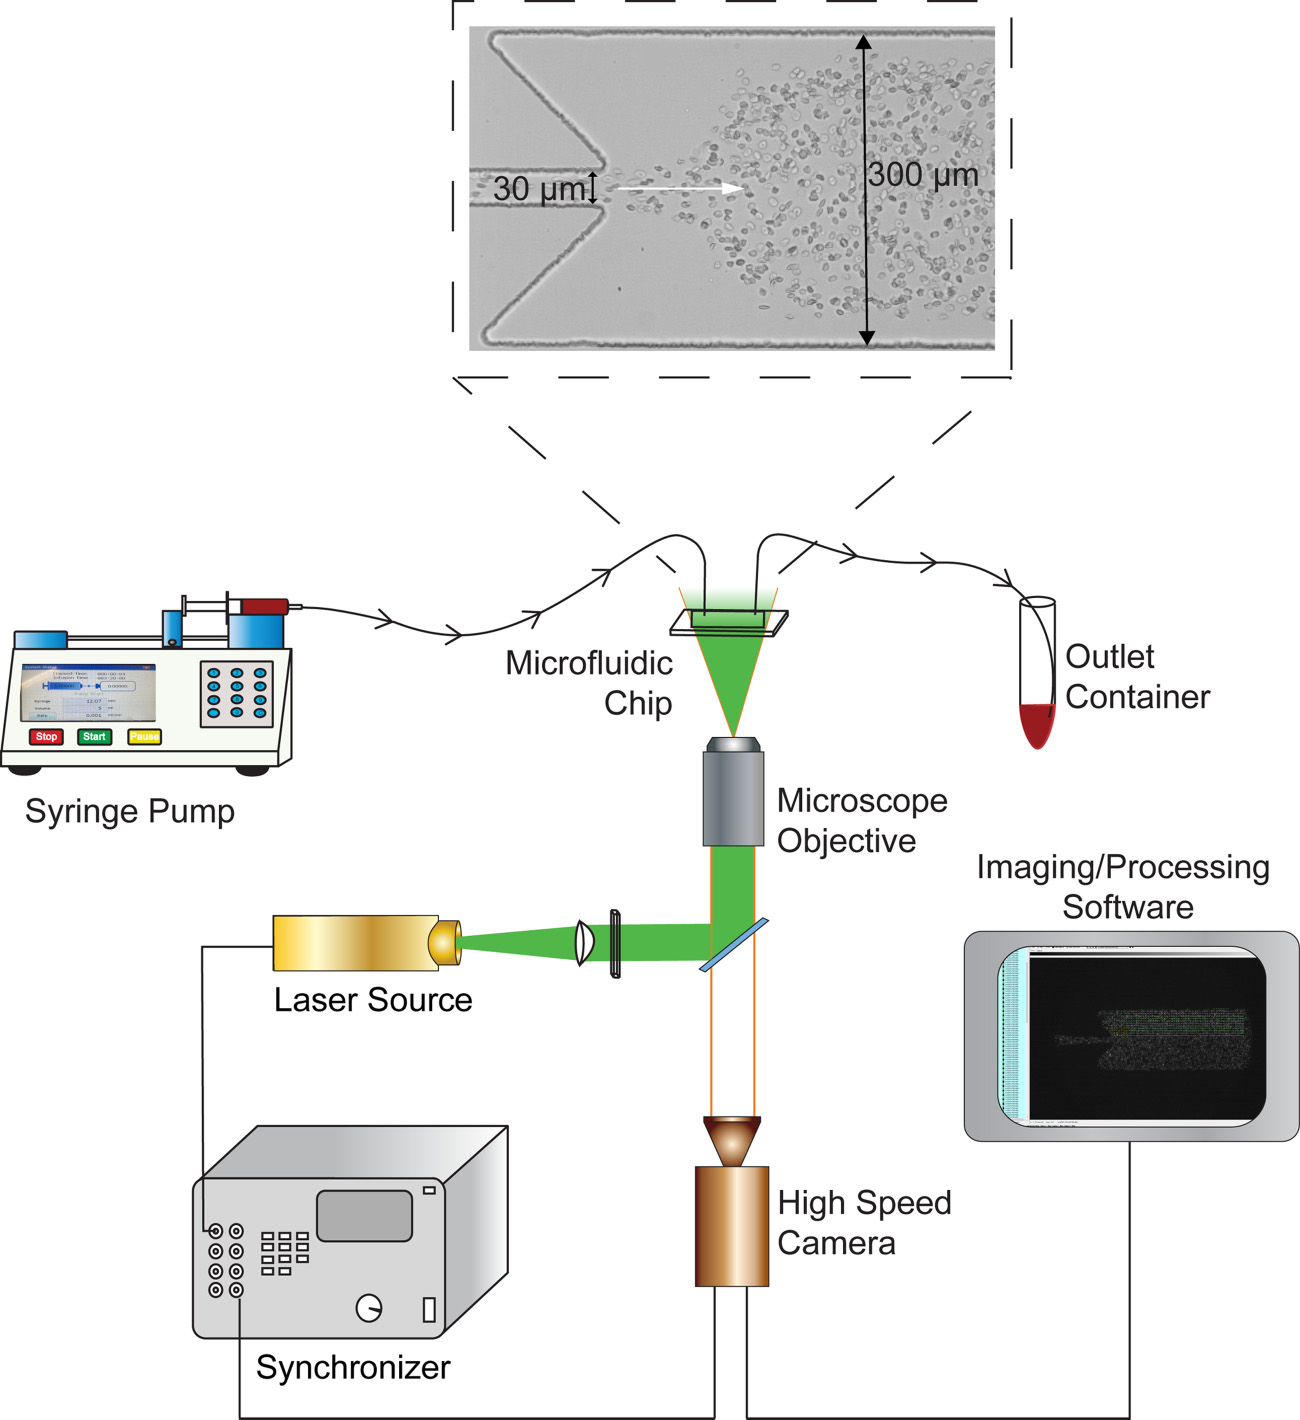 30 µm
300 µm
Microfluidic
Chip
Outlet
Container
Stop
Start
Pause
Syringe Pump
Microscope
Objective
Imaging/Processing
Software
Laser Source
High Speed
Camera
Synchronizer